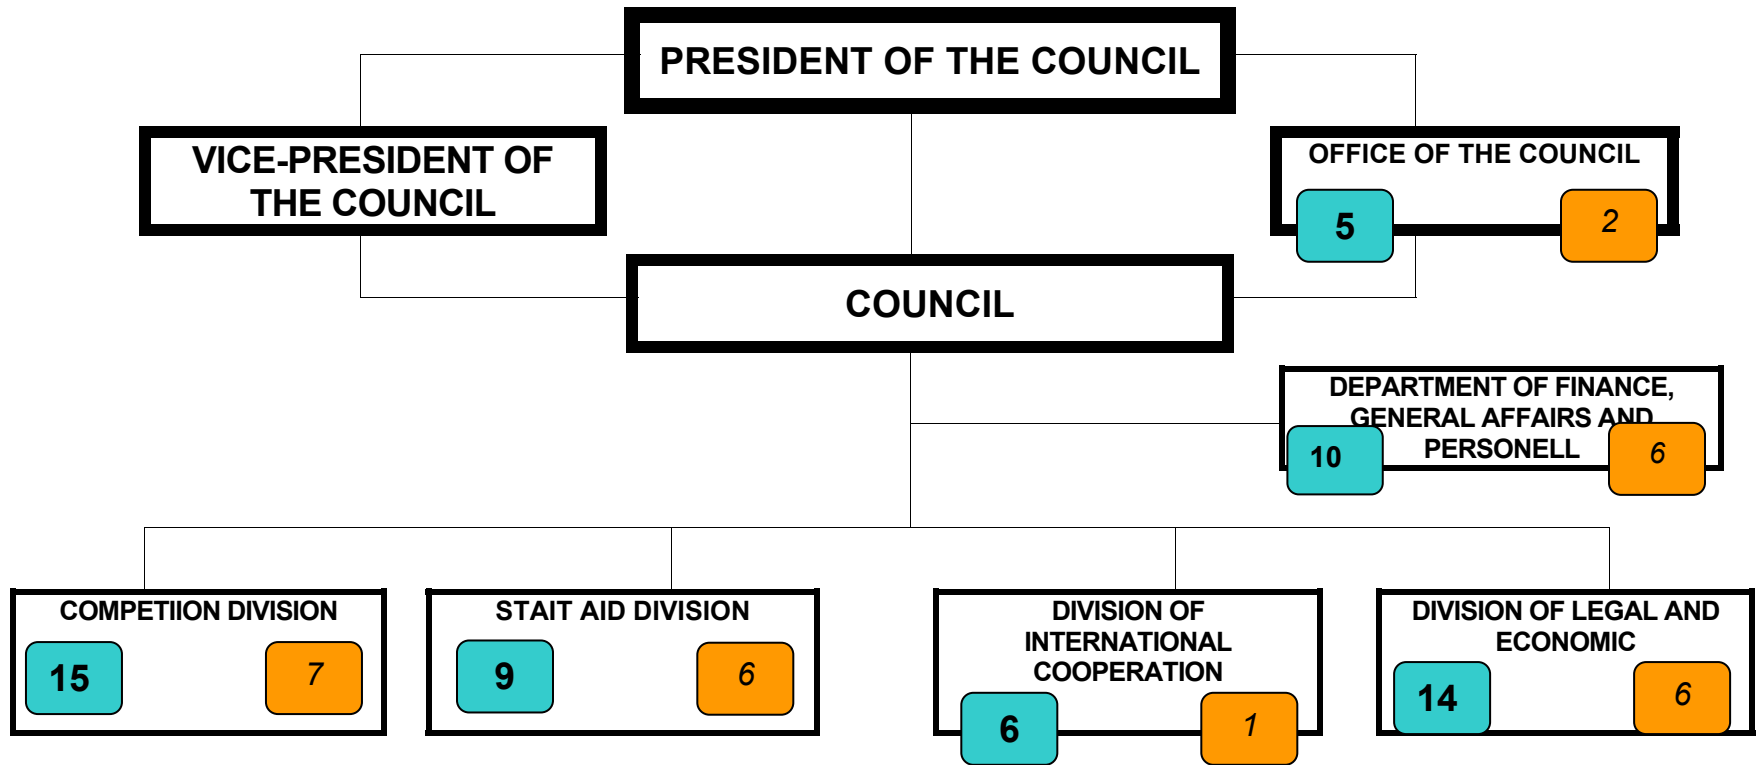 PRESIDENT OF THE COUNCIL
VICE-PRESIDENT OF
THE COUNCIL
OFFICE OF THE COUNCIL
5
2
COUNCIL
DEPARTMENT OF FINANCE,
GENERAL AFFAIRS AND
PERSONELL
10
6
COMPETIION DIVISION
15
7
STAIT AID DIVISION
9
6
DIVISION OF
INTERNATIONAL
COOPERATION
6
1
DIVISION OF LEGAL AND
ECONOMIC
14
6